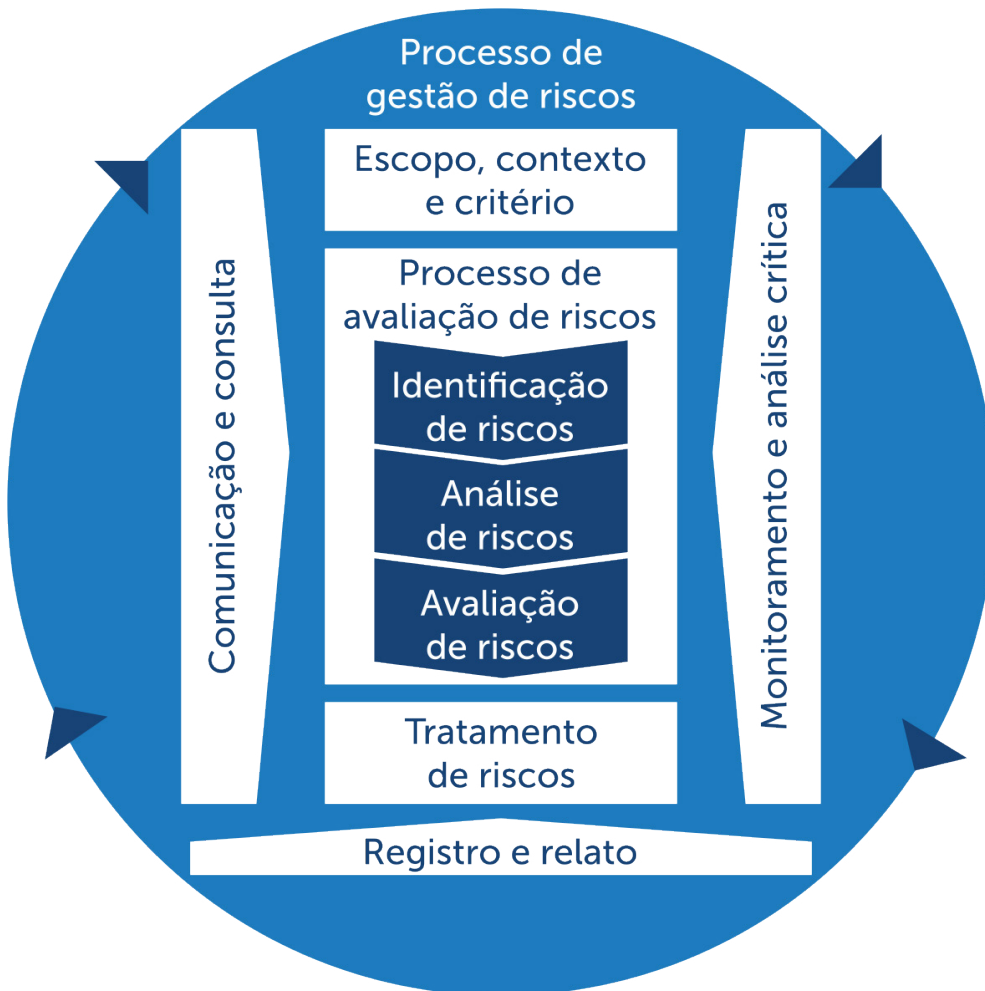 Processo de
gestão de riscos
Escopo, contexto
e critério
Processo de
avaliação de riscos
Identificação
de riscos
Análise
de riscos
Avaliação
de riscos
Tratamento
de riscos
Comunicação e consulta
Monitoramento e análise crítica
Registro e relato